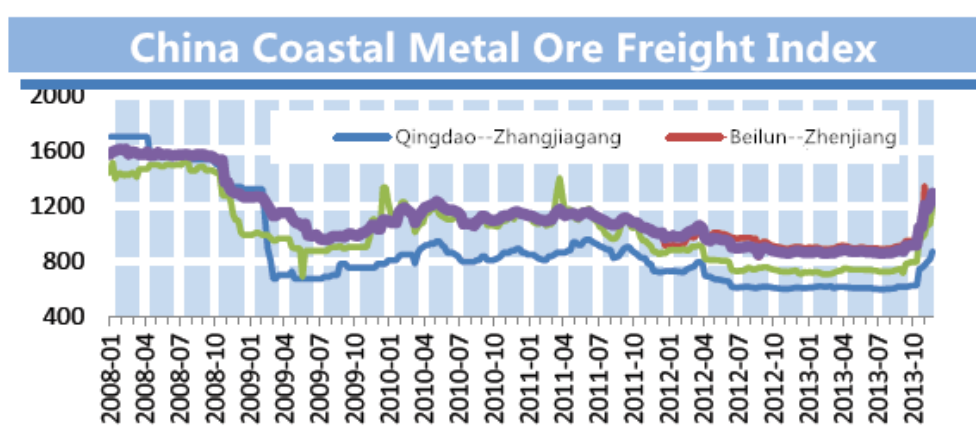 China Coastal Metal Ore Freight Index
2000
Qingdao--Zhangjiagang Beilun--Zhenjiang
1600
1200
800
400
2008-01 2008-04 2008-07 2008-10 2009-01 2009-04 2009-07 2009-10 2010-01 2010-04 2010-07 2010-10 2011-01 2011-04 2011-07 2011-10 2012-01 2012-04 2012-07 2012-10 2013-01 2013-04 2013-07 2013-10